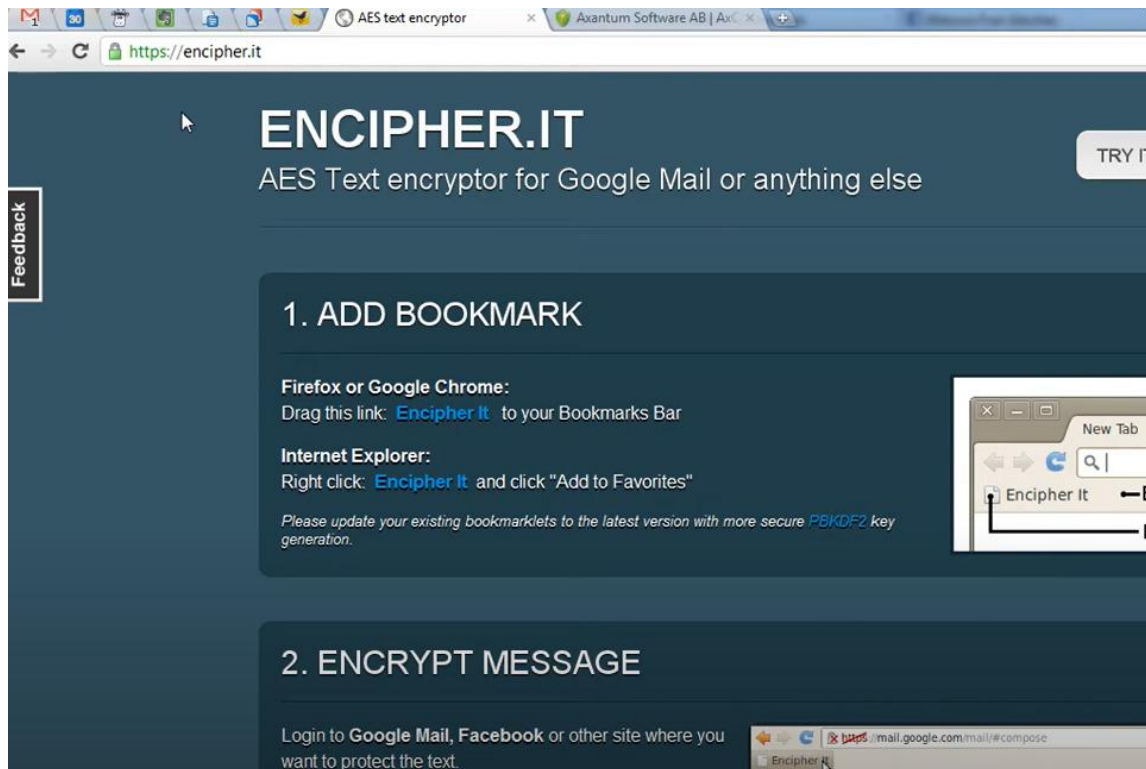 AES text encryptor
Axantum Software AB | AxC
https://encipher.it
ENCIPHER.IT
AES Text encryptor for Google Mail or anything else
TRY I
Feedback
1. ADD BOOKMARK
Firefox or Google Chrome:
Drag this link: Encipher It to your Bookmarks Bar
Internet Explorer:
Right click: Encipher It and click "Add to Favorites"
Please update your existing bookmarklets to the latest version with more secure PBKDF2 key
generation.
New Tab
Encipher It
2. ENCRYPT MESSAGE
Login to Google Mail, Facebook or other site where you
want to protect the text.
https://mail.google.com/mail/#compose
Encipher It